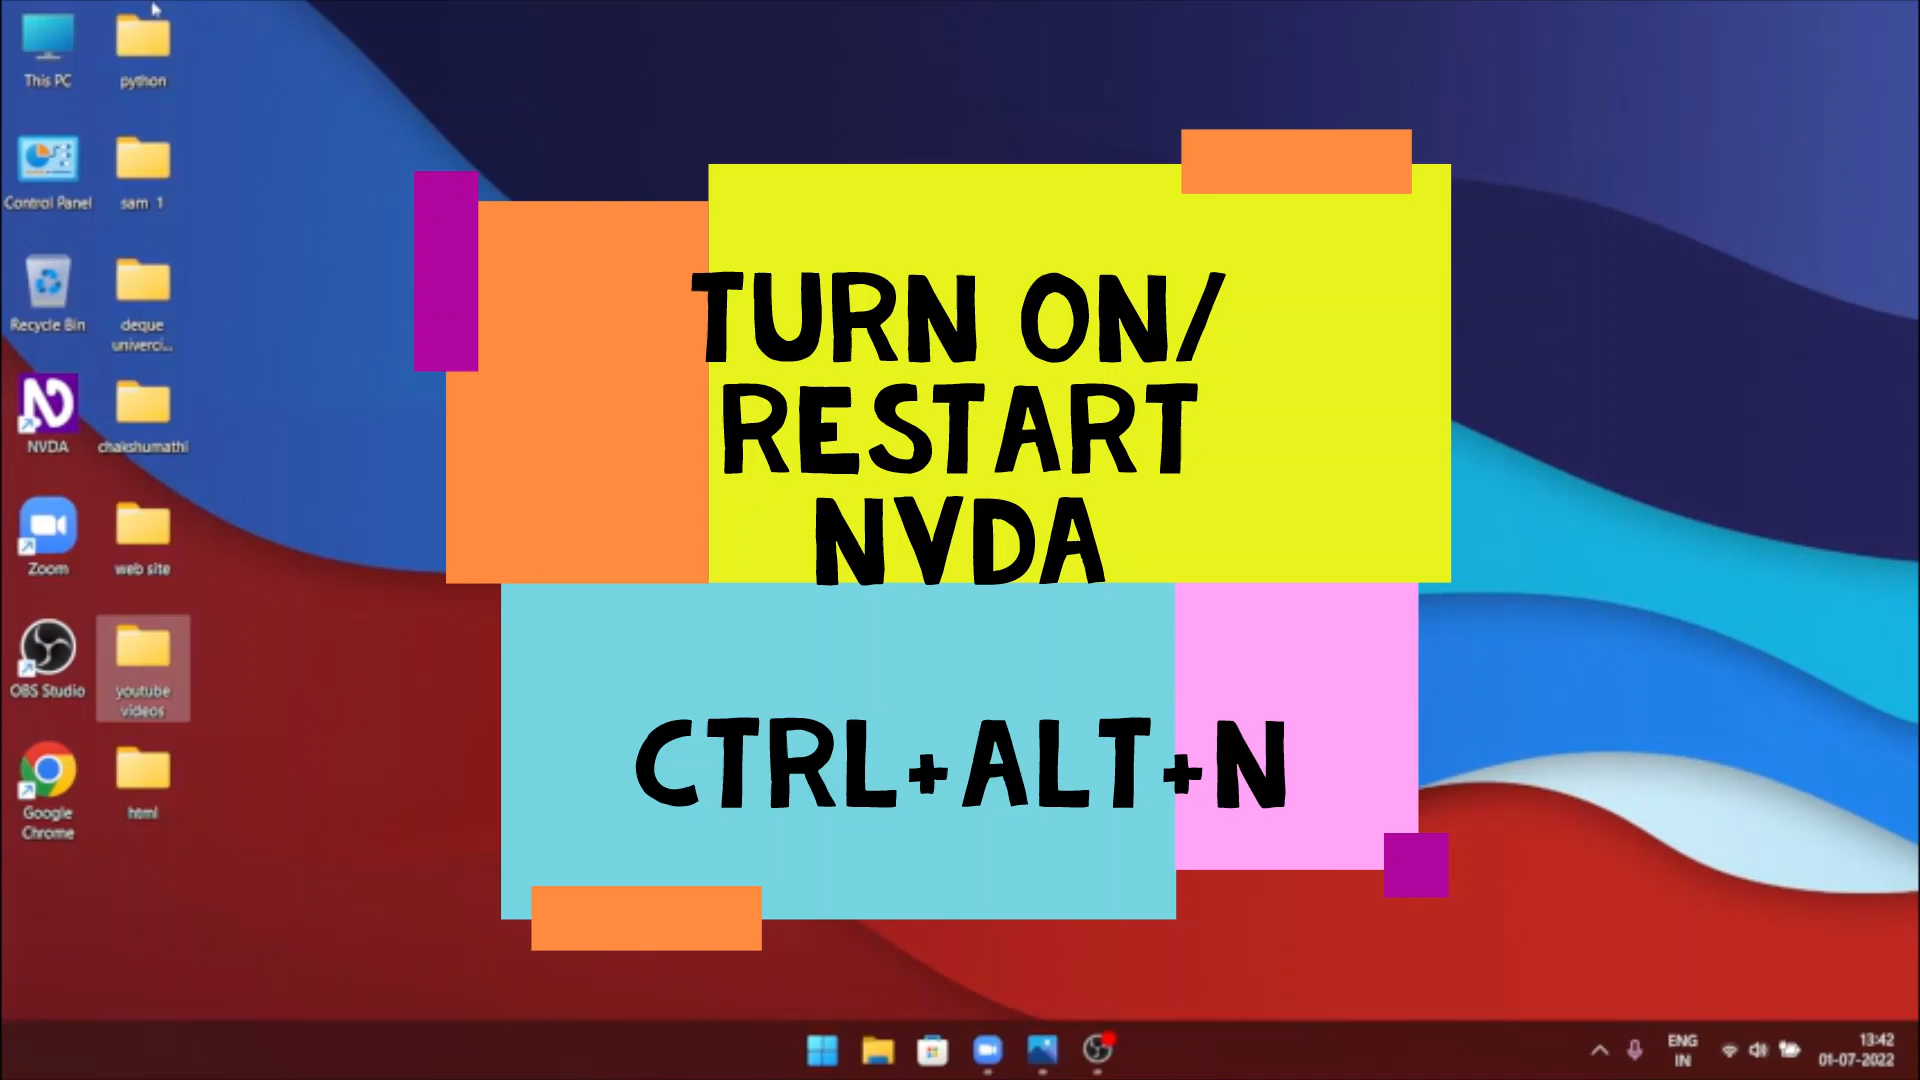 This PC
python
Control Panel
sam 1
Recycle Bin
deque
univerci...
NVDA
chakshumathi
Zoom
web site
OBS Studio
youtube
videos
Google
Chrome
html
TURN ON/
RESTART
NVDA
CTRL+ALT+N
ENG
IN
13:42
01-07-2022